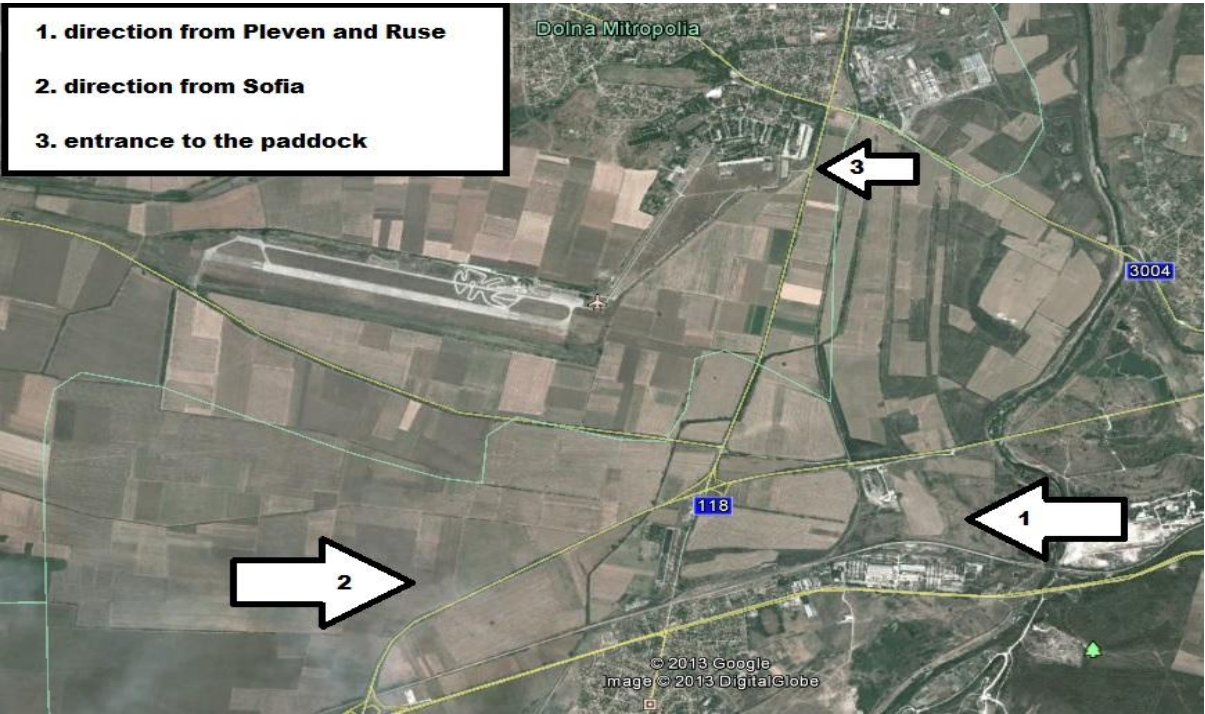 1. direction from Pleven and Ruse
2. direction from Sofia
3. entrance to the paddock
Dolna Mitropolia
3
3004
118
1
2
© 2013 Google
Image © 2013 DigitalGlobe